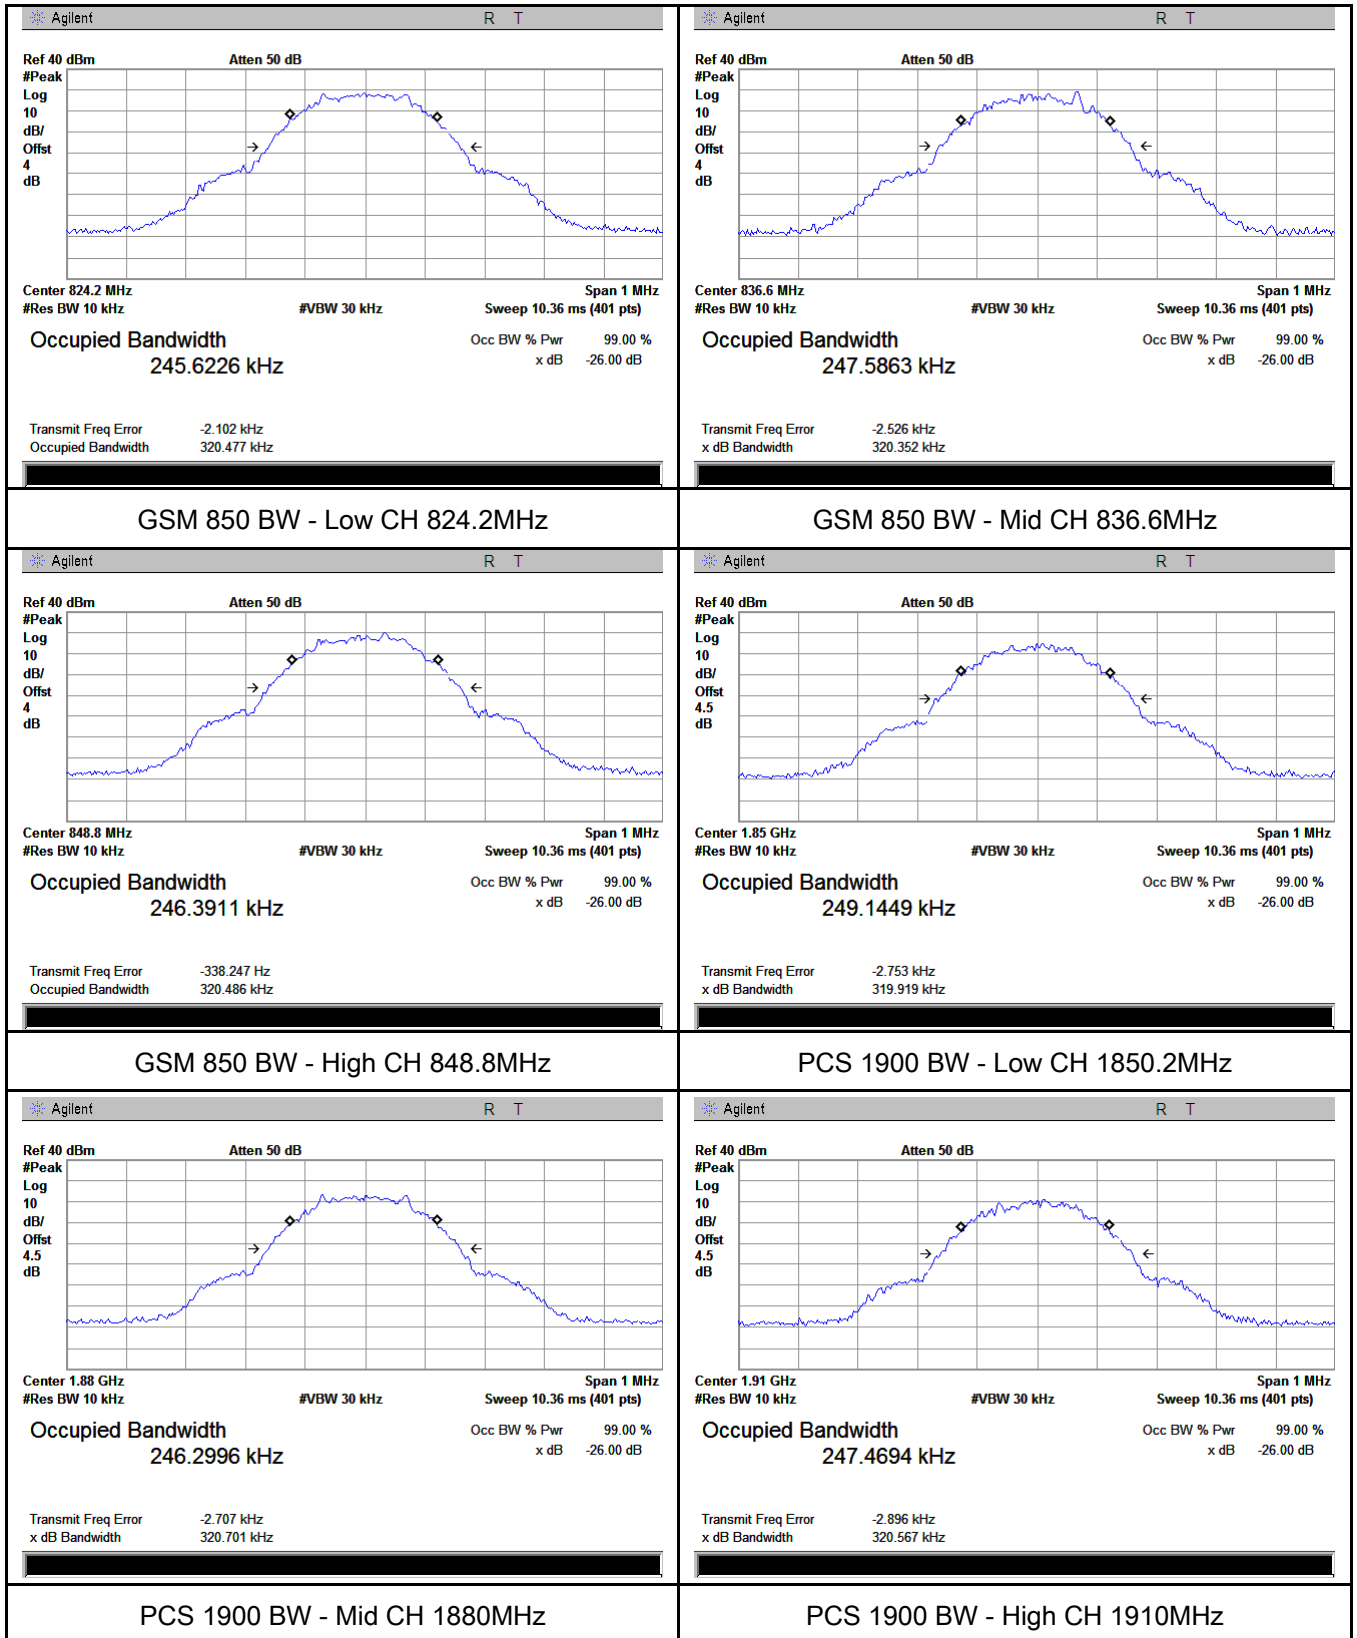 Agilent R T
Ref 40 dBm Atten 50 dB
#Peak
Log
10
dB/
Offst
4
dB
Center 824.2 MHz Span 1 MHz
#Res BW 10 kHz #VBW 30 kHz Sweep 10.36 ms (401 pts)
Occupied Bandwidth Occ BW % Pwr 99.00 %
245.6226 kHz x dB -26.00 dB
Transmit Freq Error -2.102 kHz
Occupied Bandwidth 320.477 kHz
GSM 850 BW - Low CH 824.2MHz
Agilent R T
Ref 40 dBm Atten 50 dB
#Peak
Log
10
dB/
Offst
4
dB
Center 836.6 MHz Span 1 MHz
#Res BW 10 kHz #VBW 30 kHz Sweep 10.36 ms (401 pts)
Occupied Bandwidth Occ BW % Pwr 99.00 %
247.5863 kHz x dB -26.00 dB
Transmit Freq Error -2.526 kHz
x dB Bandwidth 320.352 kHz
GSM 850 BW - Mid CH 836.6MHz
Agilent R T
Ref 40 dBm Atten 50 dB
#Peak
Log
10
dB/
Offst
4
dB
Center 848.8 MHz Span 1 MHz
#Res BW 10 kHz #VBW 30 kHz Sweep 10.36 ms (401 pts)
Occupied Bandwidth Occ BW % Pwr 99.00 %
246.3911 kHz x dB -26.00 dB
Transmit Freq Error -338.247 Hz
Occupied Bandwidth 320.486 kHz
GSM 850 BW - High CH 848.8MHz
Agilent R T
Ref 40 dBm Atten 50 dB
#Peak
Log
10
dB/
Offst
4.5
dB
Center 1.85 GHz Span 1 MHz
#Res BW 10 kHz #VBW 30 kHz Sweep 10.36 ms (401 pts)
Occupied Bandwidth Occ BW % Pwr 99.00 %
249.1449 kHz x dB -26.00 dB
Transmit Freq Error -2.753 kHz
x dB Bandwidth 319.919 kHz
PCS 1900 BW - Low CH 1850.2MHz
Agilent R T
Ref 40 dBm Atten 50 dB
#Peak
Log
10
dB/
Offst
4.5
dB
Center 1.88 GHz Span 1 MHz
#Res BW 10 kHz #VBW 30 kHz Sweep 10.36 ms (401 pts)
Occupied Bandwidth Occ BW % Pwr 99.00 %
246.2996 kHz x dB -26.00 dB
Transmit Freq Error -2.707 kHz
x dB Bandwidth 320.701 kHz
PCS 1900 BW - Mid CH 1880MHz
Agilent R T
Ref 40 dBm Atten 50 dB
#Peak
Log
10
dB/
Offst
4.5
dB
Center 1.91 GHz Span 1 MHz
#Res BW 10 kHz #VBW 30 kHz Sweep 10.36 ms (401 pts)
Occupied Bandwidth Occ BW % Pwr 99.00 %
247.4694 kHz x dB -26.00 dB
Transmit Freq Error -2.896 kHz
x dB Bandwidth 320.567 kHz
PCS 1900 BW - High CH 1910MHz